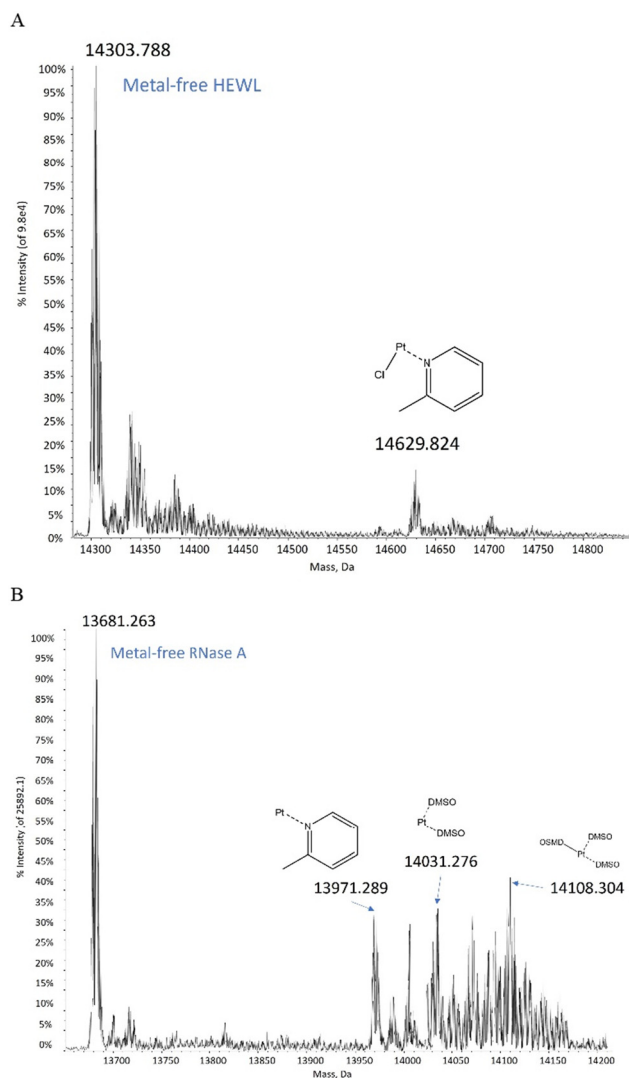 A
14303.788
Metal-free HEWL
100%
95%
90%
85%
80%
75%
70%
65%
60%
55%
50%
45%
40%
35%
30%
25%
20%
15%
10%
5%
0%
% Intensity (of 9.8e4)
Pt
Cl
N
14629.824
14300 14350 14400 14450 14500 14550 14600 14650 14700 14750 14800
Mass, Da
B
13681.263
Metal-free RNase A
100%
95%
90%
85%
80%
75%
70%
65%
60%
55%
50%
45%
40%
35%
30%
25%
20%
15%
10%
5%
0%
% Intensity (of 25892.1)
Pt
N
13971.289
DMSO
Pt
DMSO
14031.276
OSMD
Pt
DMSO
DMSO
14108.304
13700 13750 13800 13850 13900 13950 14000 14050 14100 14150 14200
Mass, Da